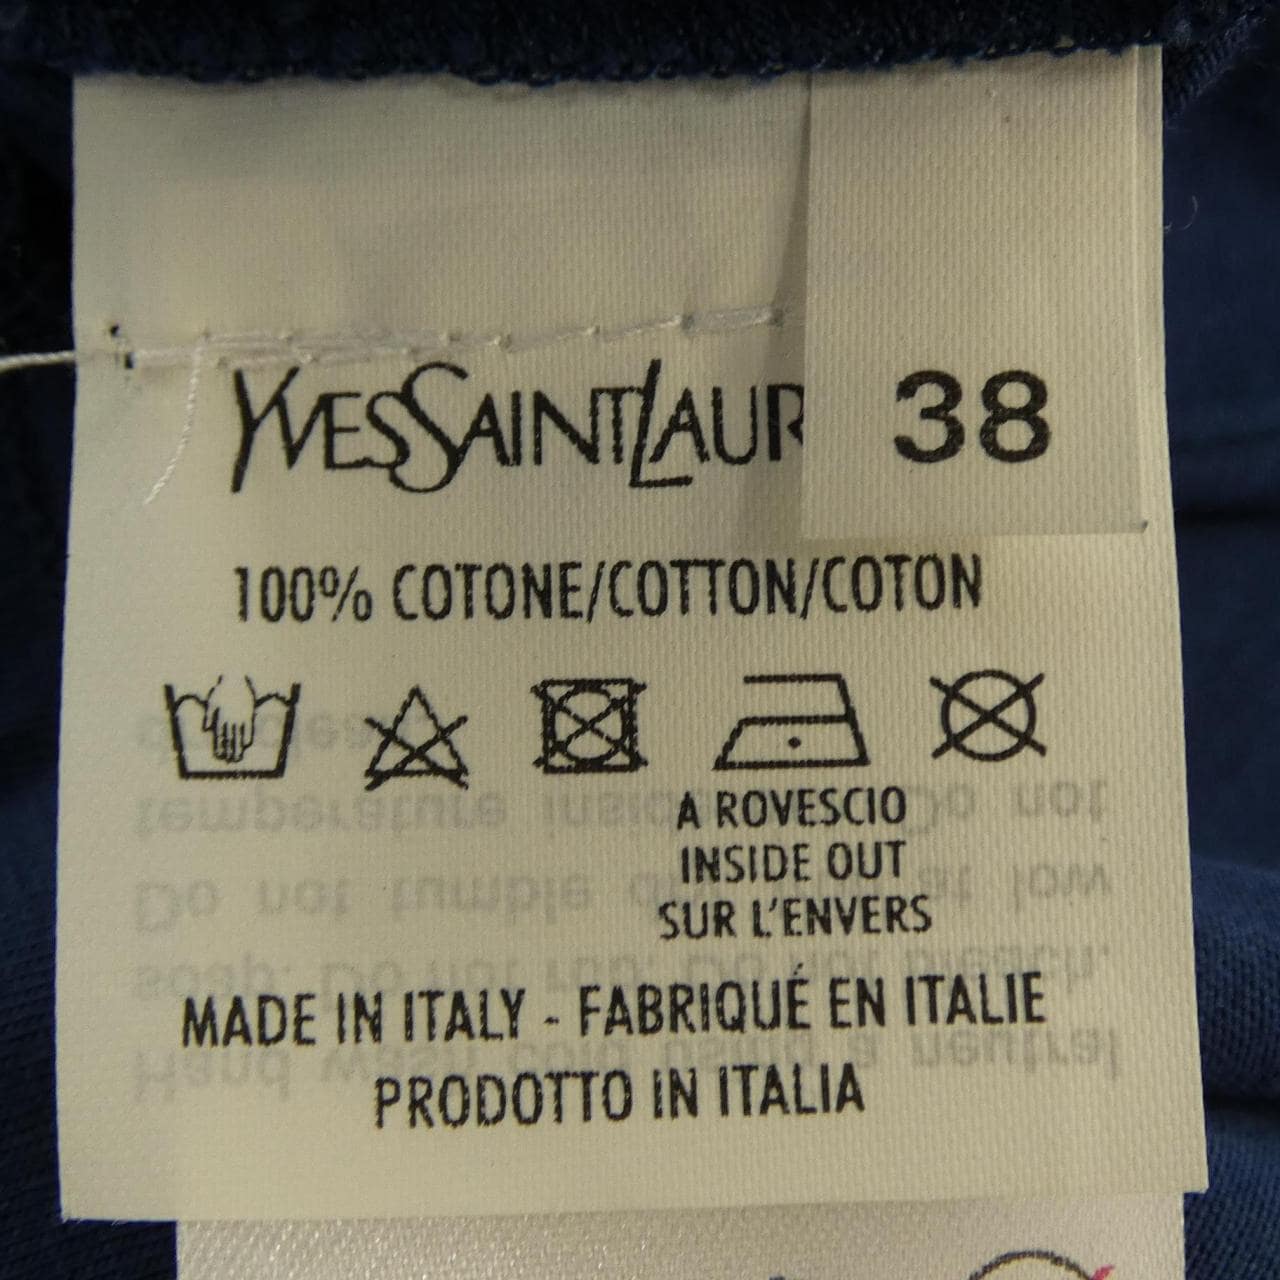 YVESSAINTLAUR 38
100% COTONE/COTTON/COTON
A ROVESCIO
INSIDE OUT
SUR L'ENVERS
MADE IN ITALY - FABRIQUÉ EN ITALIE
PRODOTTO IN ITALIA